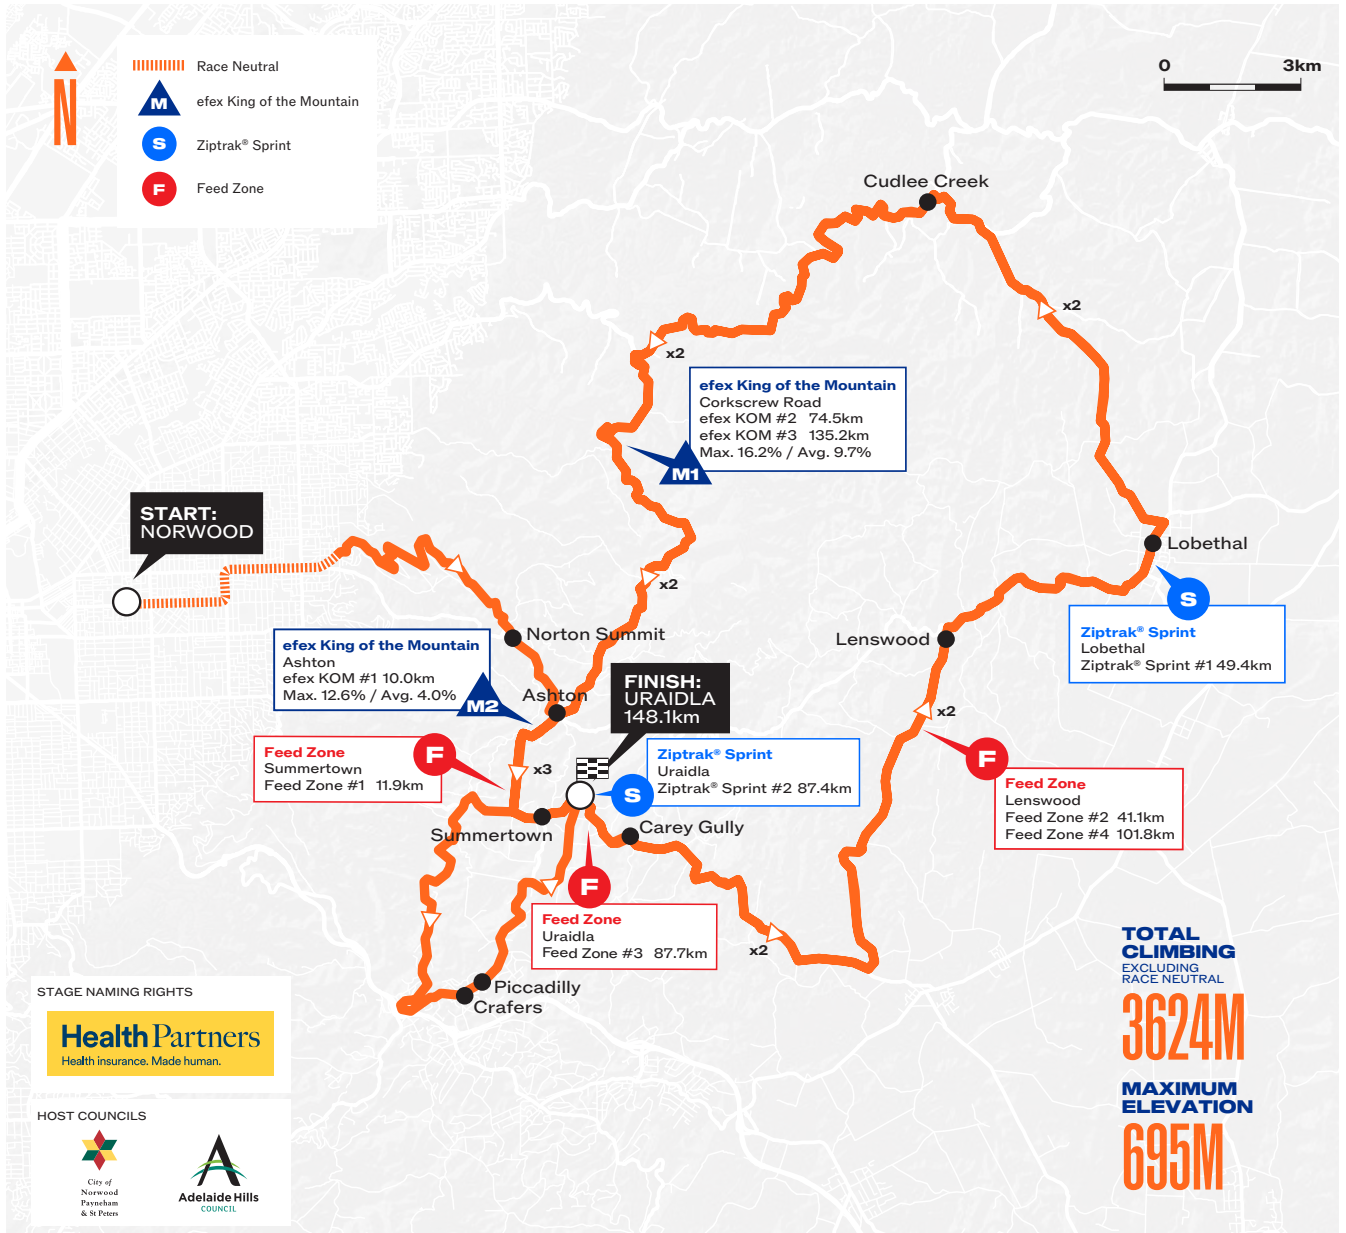 N
Race Neutral
M
efex King of the Mountain
S
Ziptrak® Sprint
F
Feed Zone
0 3km
Cudlee Creek
x2
x2
efex King of the Mountain
Corkscrew Road
efex KOM #2 74.5km
efex KOM #3 135.2km
Max. 16.2% / Avg. 9.7%
M1
START:
NORWOOD
Lobethal
x2
S
Ziptrak® Sprint
Lobethal
Ziptrak® Sprint #1 49.4km
Norton Summit
Lenswood
efex King of the Mountain
Ashton
efex KOM #1 10.0km
Max. 12.6% / Avg. 4.0%
M2
Ashton
FINISH:
URAIDLA
148.1km
x2
Feed Zone
Summertown
Feed Zone #1 11.9km
F
x3
Ziptrak® Sprint
Uraidla
Ziptrak® Sprint #2 87.4km
S
F
Feed Zone
Lenswood
Feed Zone #2 41.1km
Feed Zone #4 101.8km
Summertown
Carey Gully
F
Feed Zone
Uraidla
Feed Zone #3 87.7km
x2
Piccadilly
Crafers
TOTAL
CLIMBING
EXCLUDING
RACE NEUTRAL
3624M
MAXIMUM
ELEVATION
695M
STAGE NAMING RIGHTS
HealthPartners
Health insurance. Made human.
HOST COUNCILS
City of
Norwood
Payneham
& St Peters
Adelaide Hills
COUNCIL